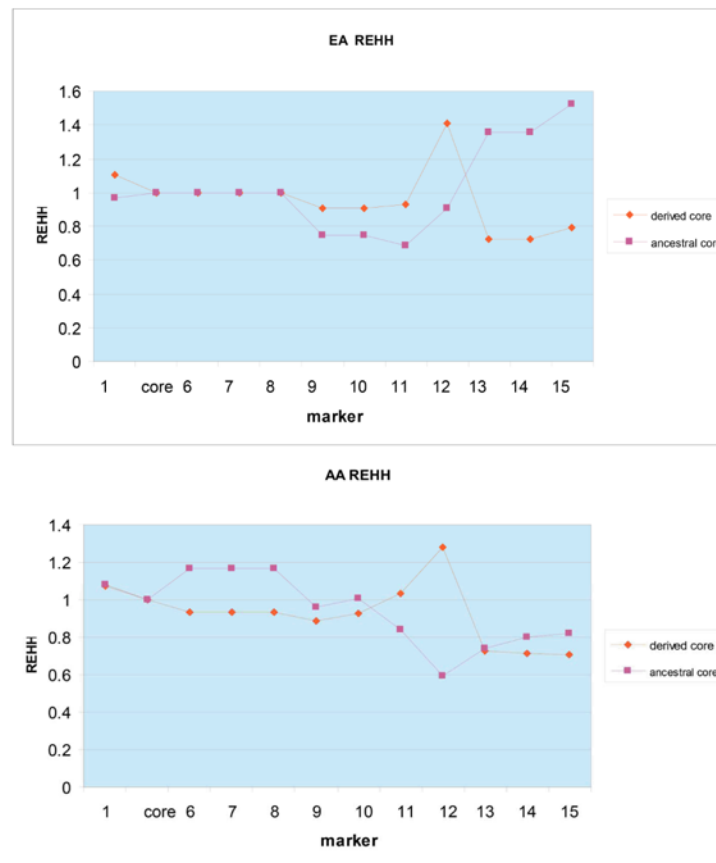 EA REHH
1.6
1.4
1.2
1
0.8
0.6
0.4
0.2
0
REHH
1 core 6 7 8 9 10 11 12 13 14 15
marker
derived core
ancestral core
AA REHH
1.4
1.2
1
0.8
0.6
0.4
0.2
0
REHH
1 core 6 7 8 9 10 11 12 13 14 15
marker
derived core
ancestral core